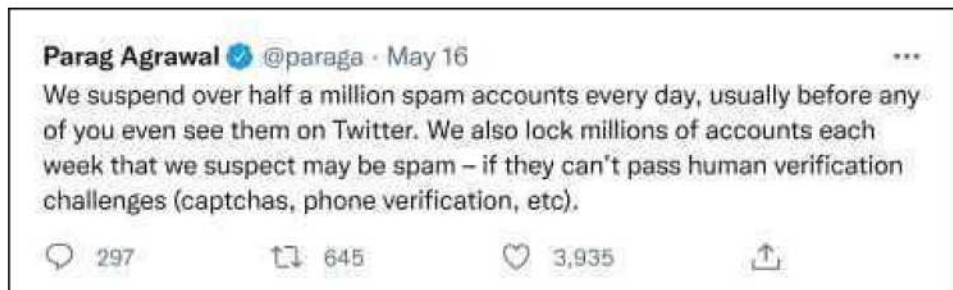 Parag Agrawal @paraga · May 16
We suspend over half a million spam accounts every day, usually before any
of you even see them on Twitter. We also lock millions of accounts each
week that we suspect may be spam – if they can't pass human verification
challenges (captchas, phone verification, etc).
297 645 3,935